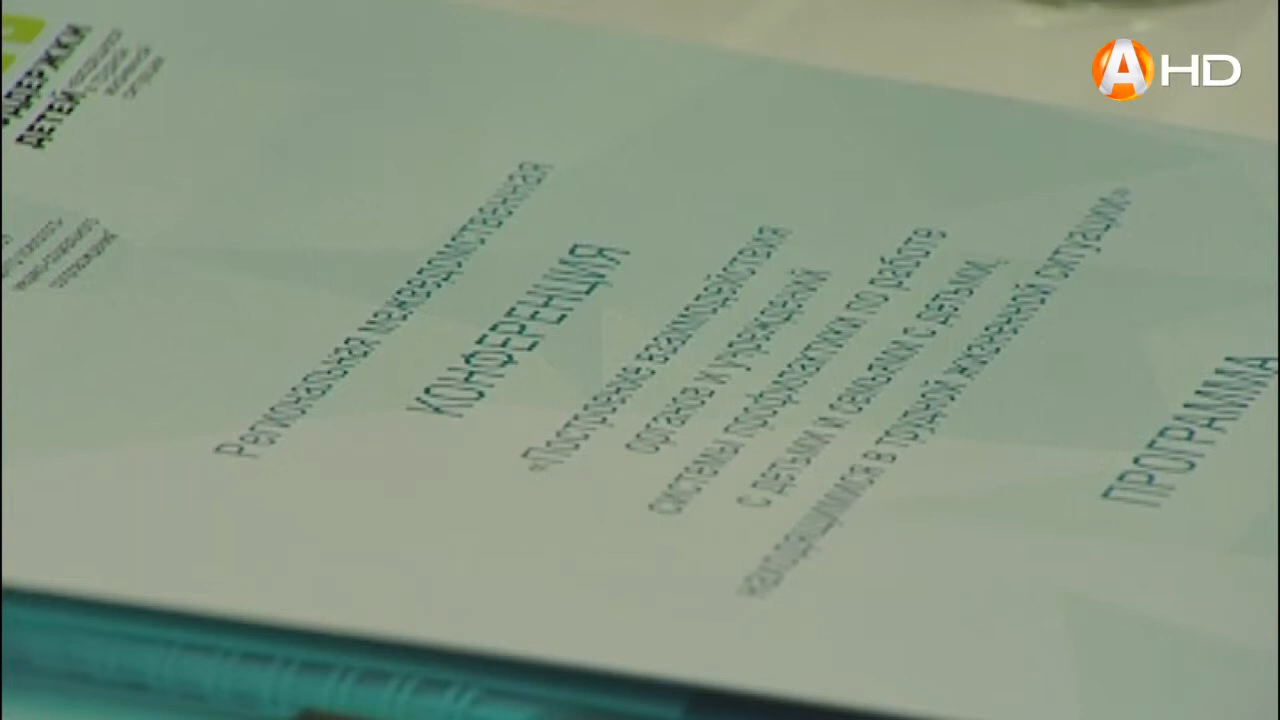 ДЕТЕЙ
Региональная межведомственная
КОНФЕРЕНЦИЯ
«Построение взаимодействия
органов и учреждений
системы профилактики по работе
с детьми и семьями с детьми,
находящимися в трудной жизненной ситуации»
ПРОГРАММА
А HD